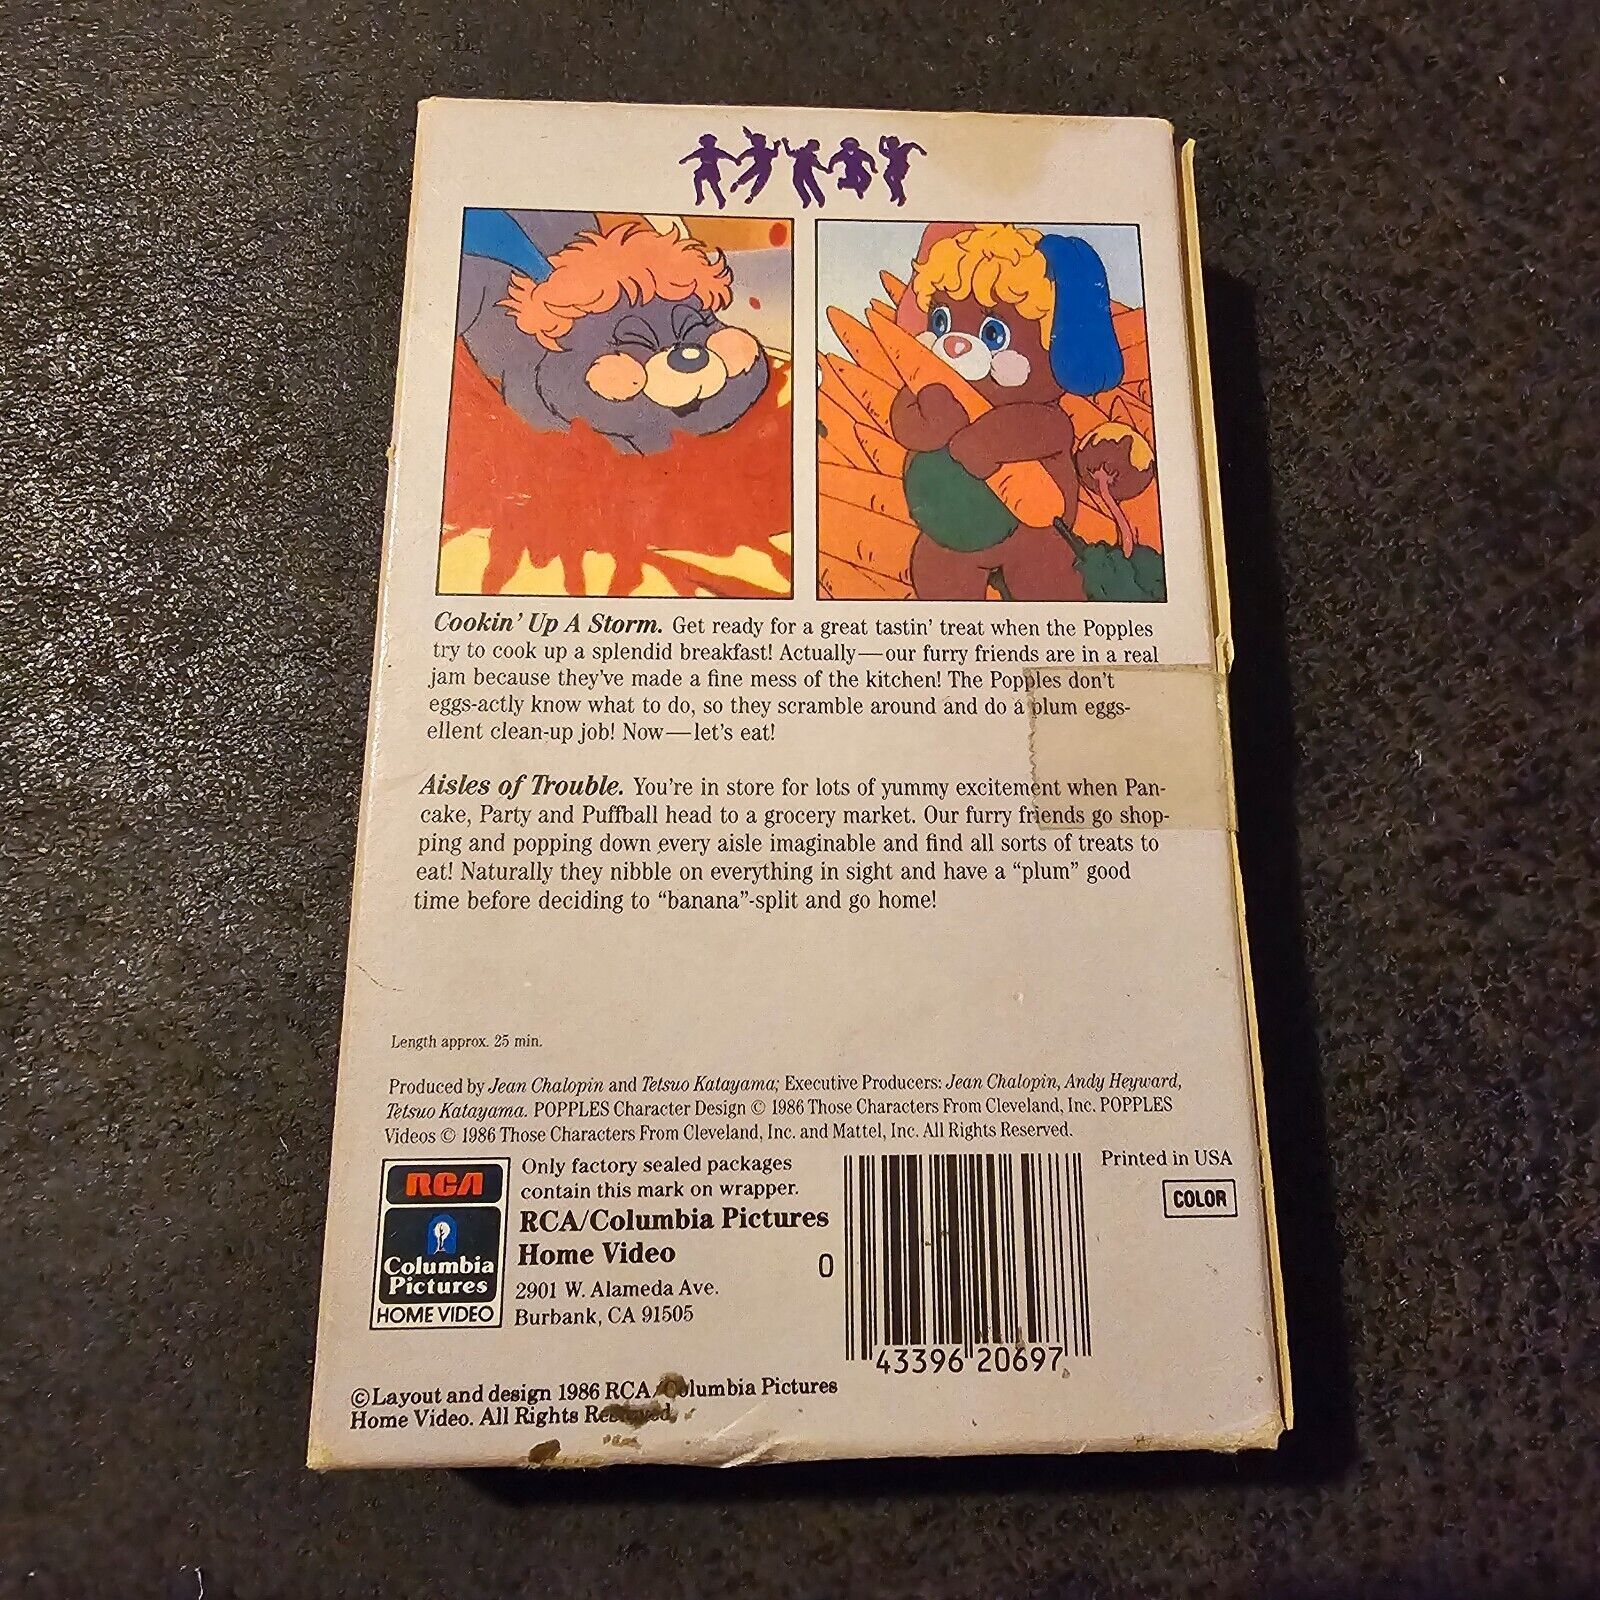 Cookin' Up A Storm. Get ready for a great tastin' treat when the Popples
try to cook up a splendid breakfast! Actually—our furry friends are in a real
jam because they've made a fine mess of the kitchen! The Popples don't
eggs-actly know what to do, so they scramble around and do a plum eggs-
ellent clean-up job! Now—let's eat!
Aisles of Trouble. You're in store for lots of yummy excitement when Pan-
cake, Party and Puffball head to a grocery market. Our furry friends go shop-
ping and popping down every aisle imaginable and find all sorts of treats to
eat! Naturally they nibble on everything in sight and have a "plum" good
time before deciding to "banana"-split and go home!
Length approx. 25 min.
Produced by Jean Chalopin and Tetsuo Katayama; Executive Producers: Jean Chalopin, Andy Heyward,
Tetsuo Katayama. POPPLES Character Design © 1986 Those Characters From Cleveland, Inc. POPPLES
Videos © 1986 Those Characters From Cleveland, Inc. and Mattel, Inc. All Rights Reserved.
RCA
Columbia
Pictures
HOME VIDEO
Only factory sealed packages
contain this mark on wrapper.
RCA/Columbia Pictures
Home Video
2901 W. Alameda Ave.
Burbank, CA 91505
0
43396 20697
Printed in USA
COLOR
© Layout and design 1986 RCA/Columbia Pictures
Home Video. All Rights Reserved.